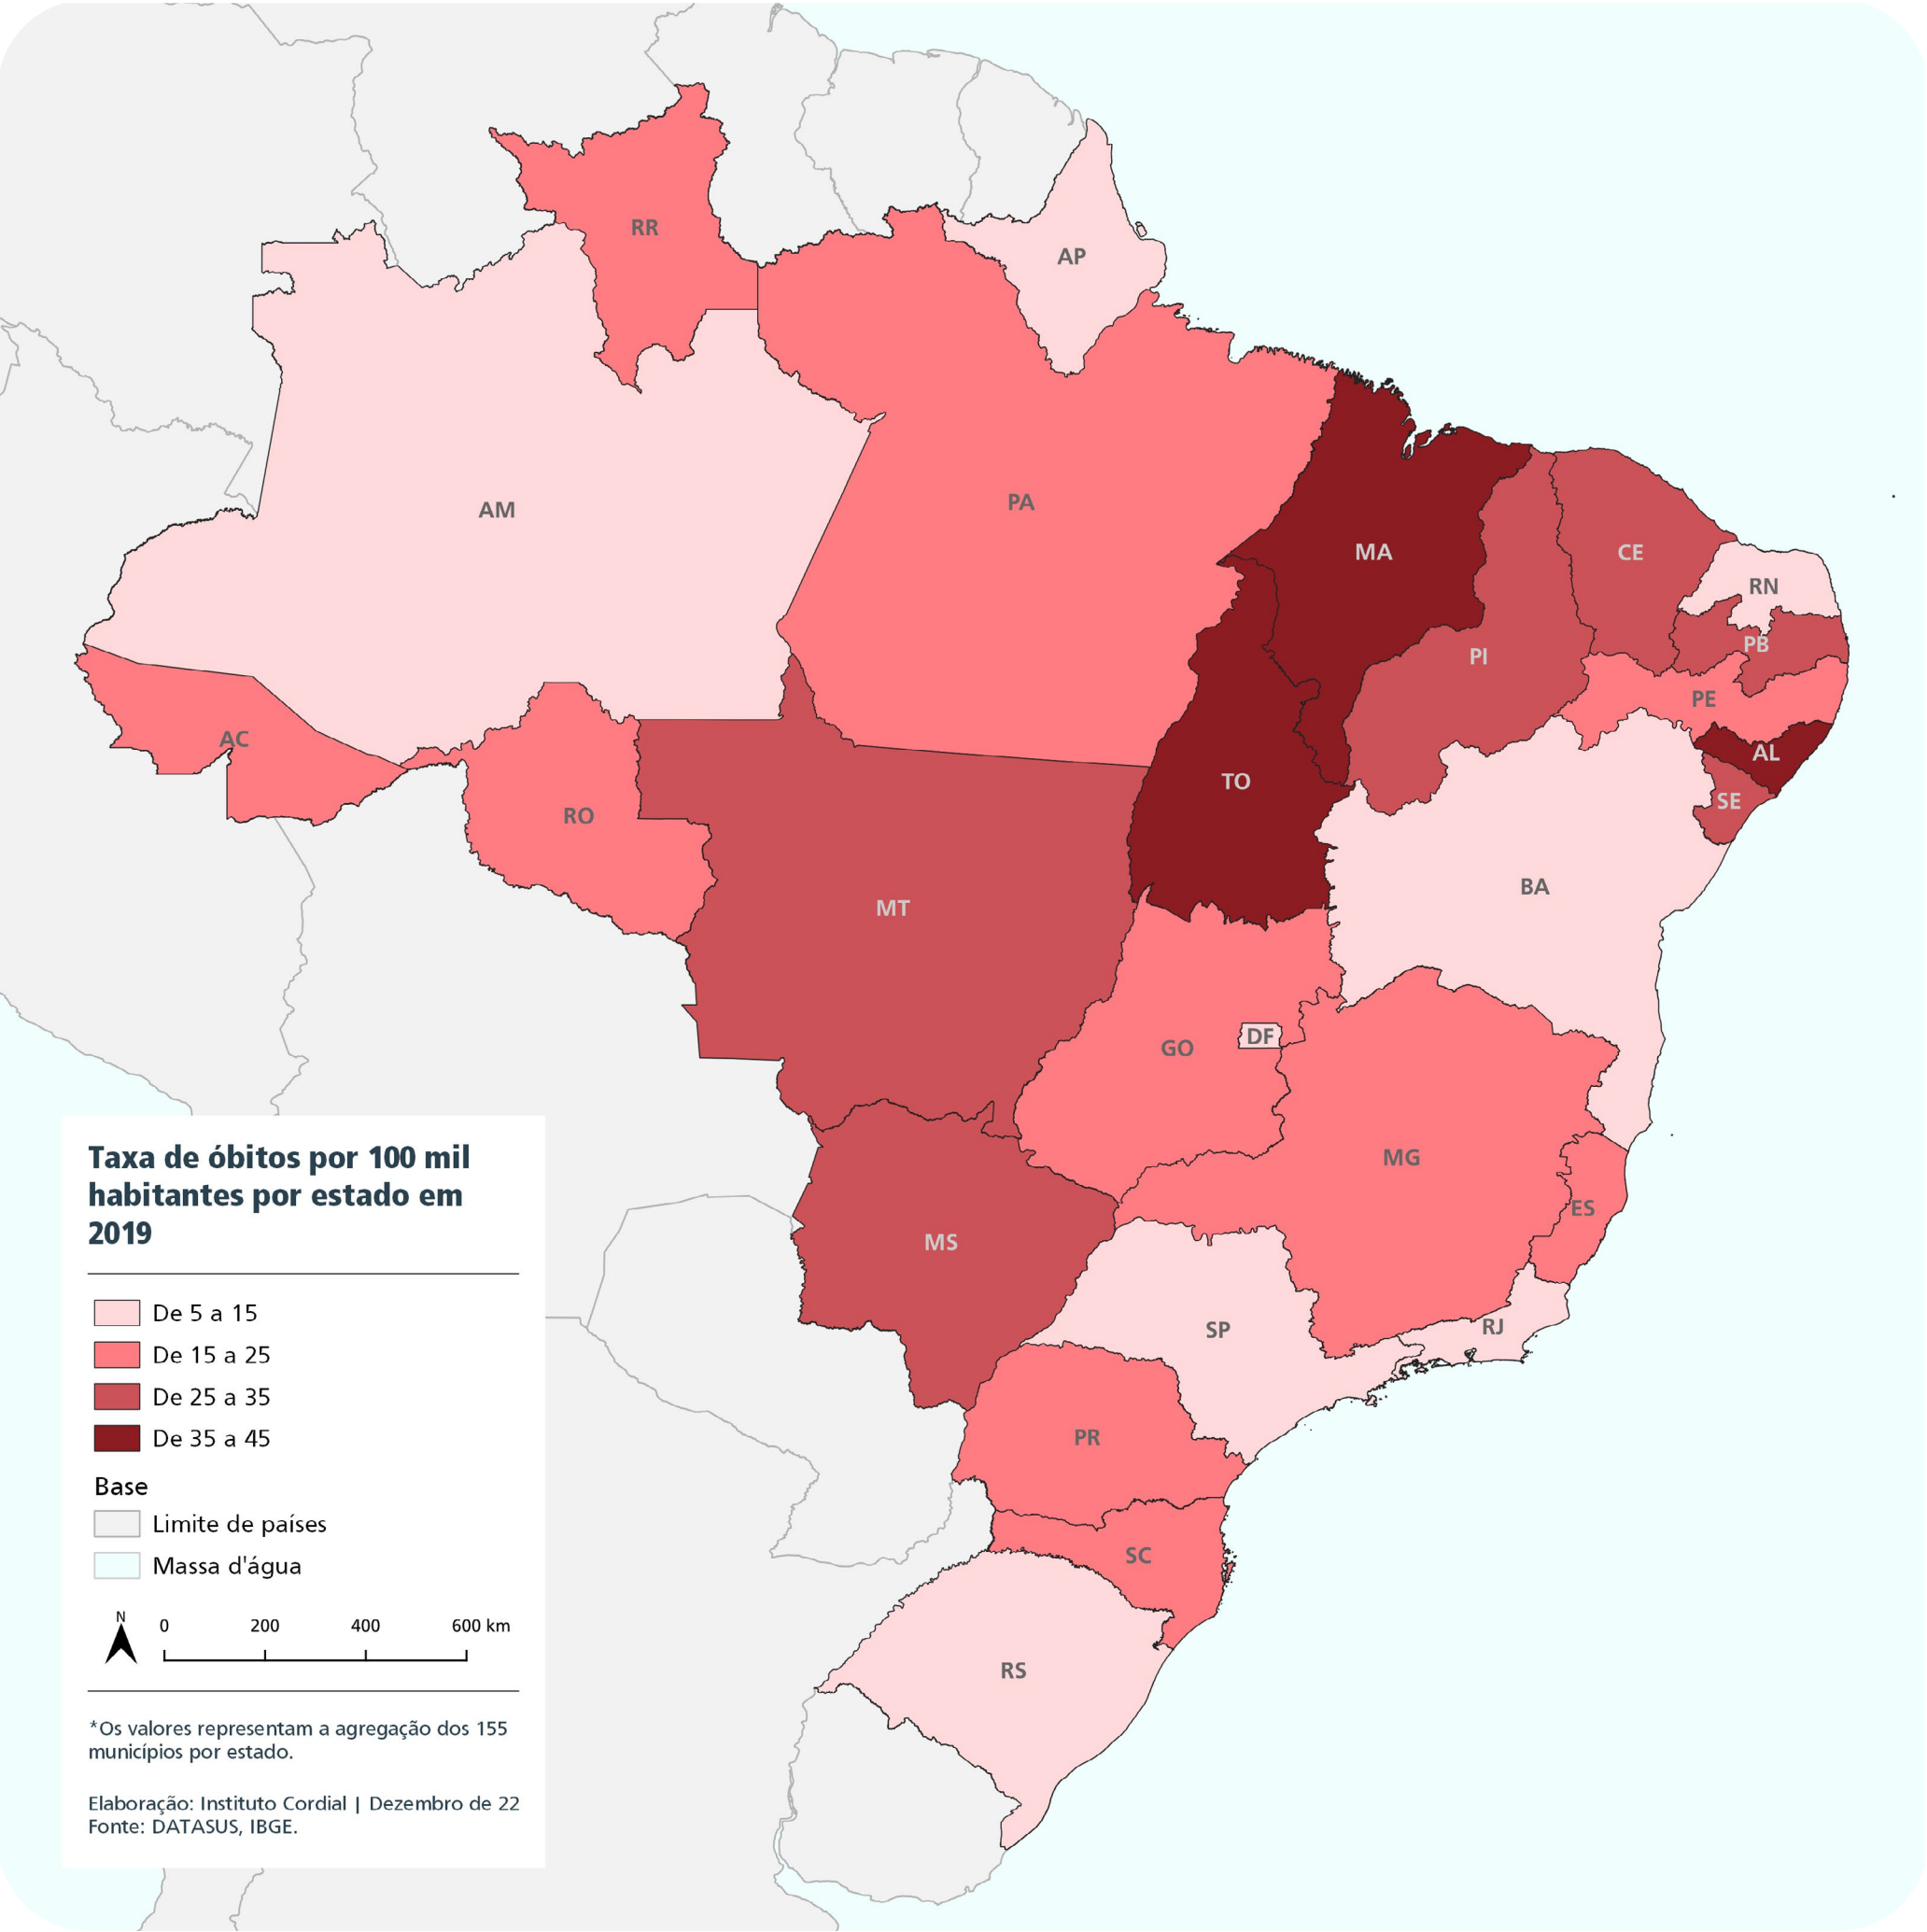 RR
AP
AM
PA
MA
CE
RN
PB
PI
PE
AC
AL
TO
SE
RO
BA
MT
DF
GO
MG
ES
MS
SP
RJ
PR
SC
RS
Taxa de óbitos por 100 mil
habitantes por estado em
2019
De 5 a 15
De 15 a 25
De 25 a 35
De 35 a 45
Base
Limite de países
Massa d'água
N
0 200 400 600 km
*Os valores representam a agregação dos 155
municípios por estado.
Elaboração: Instituto Cordial | Dezembro de 22
Fonte: DATASUS, IBGE.